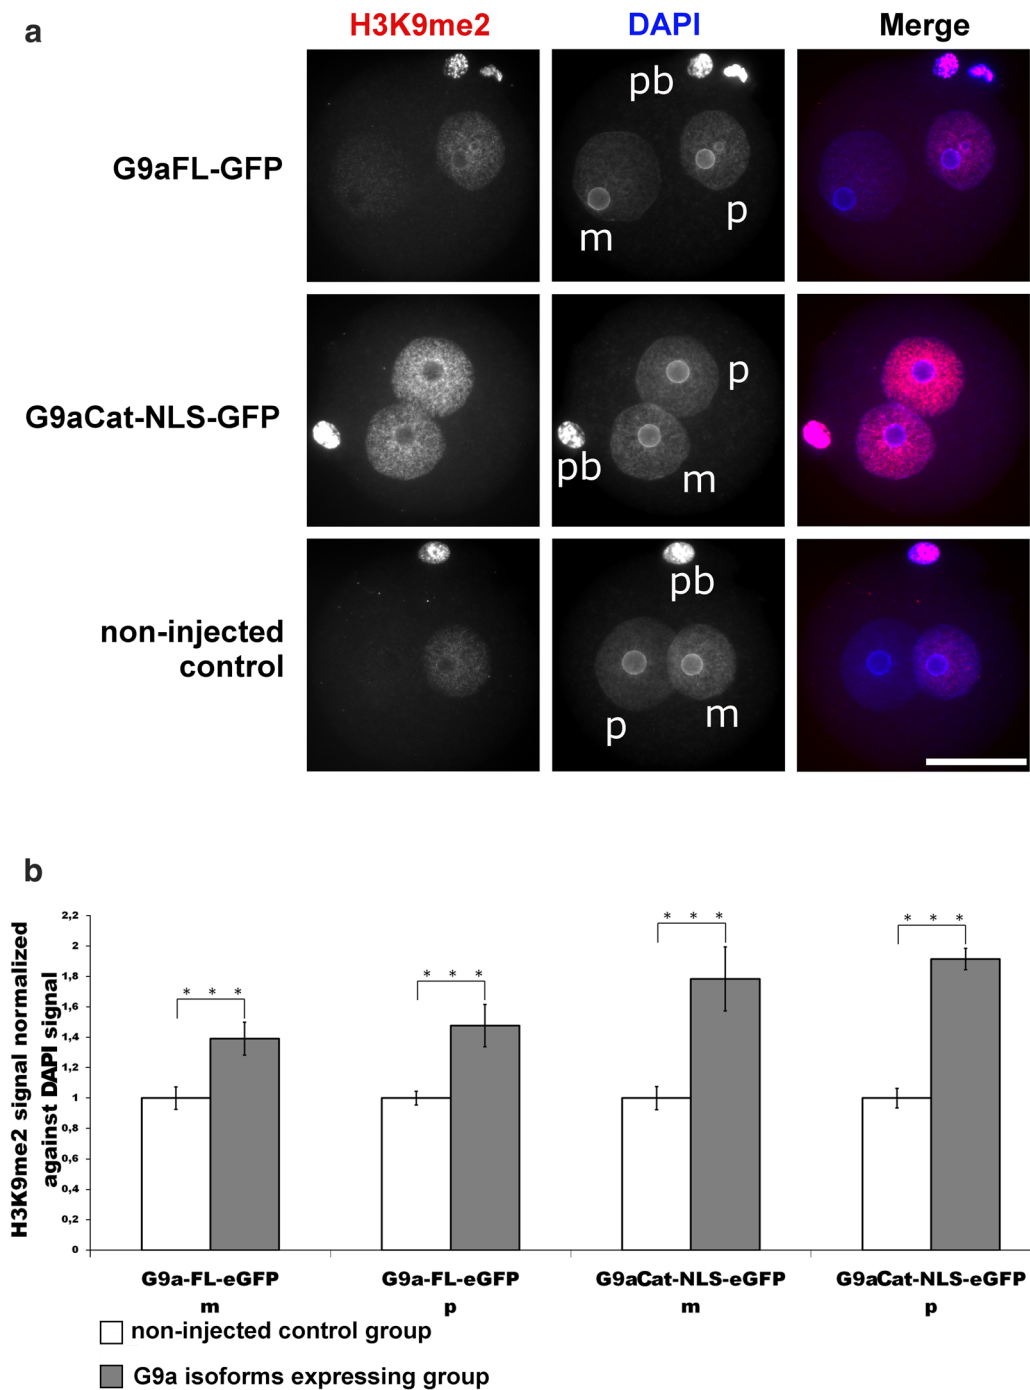 a
H3K9me2 DAPI Merge
G9aFL-GFP
pb
m
p
G9aCat-NLS-GFP
p
pb
m
non-injected
control
pb
p
m
b
H3K9me2 signal normalized
against DAPI signal
2,2
2
1,8
1,6
1,4
1,2
1
0,8
0,6
0,4
0,2
0
* * *
* * *
* * *
* * *
G9a-FL-eGFP G9a-FL-eGFP G9aCat-NLS-eGFP G9aCat-NLS-eGFP
m p m p
non-injected control group
G9a isoforms expressing group